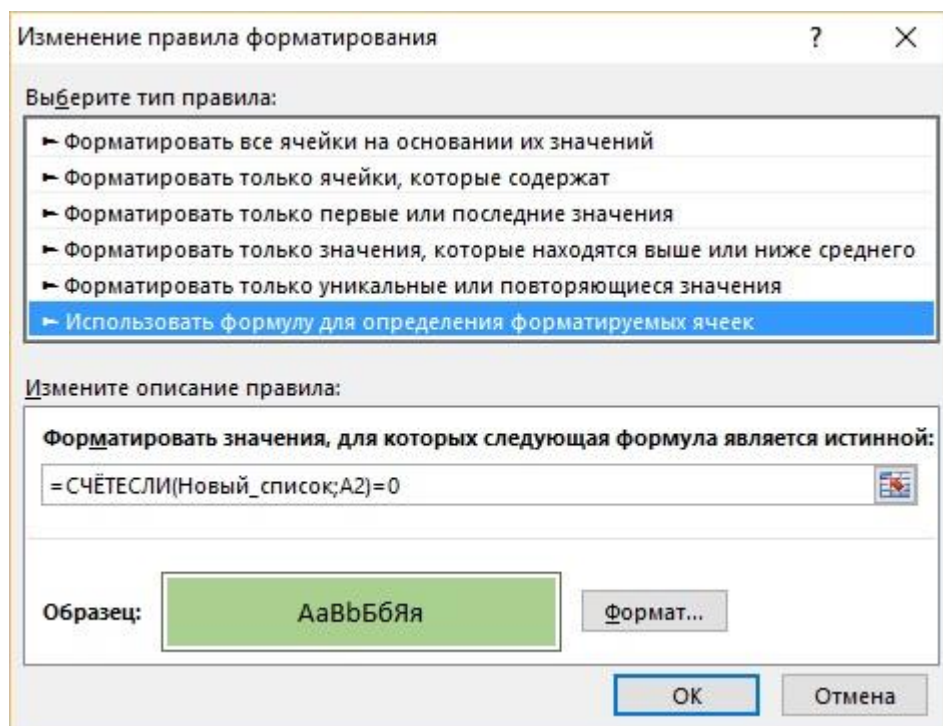 Изменение правила форматирования ?
Выберите тип правила:
► Форматировать все ячейки на основании их значений
► Форматировать только ячейки, которые содержат
► Форматировать только первые или последние значения
► Форматировать только значения, которые находятся выше или ниже среднего
► Форматировать только уникальные или повторяющиеся значения
► Использовать формулу для определения форматируемых ячеек
Измените описание правила:
Форматировать значения, для которых следующая формула является истинной:
=СЧЁТЕСЛИ(Новый_список;A2)=0
Образец: АаВbБбЯя Формат...
ОК Отмена